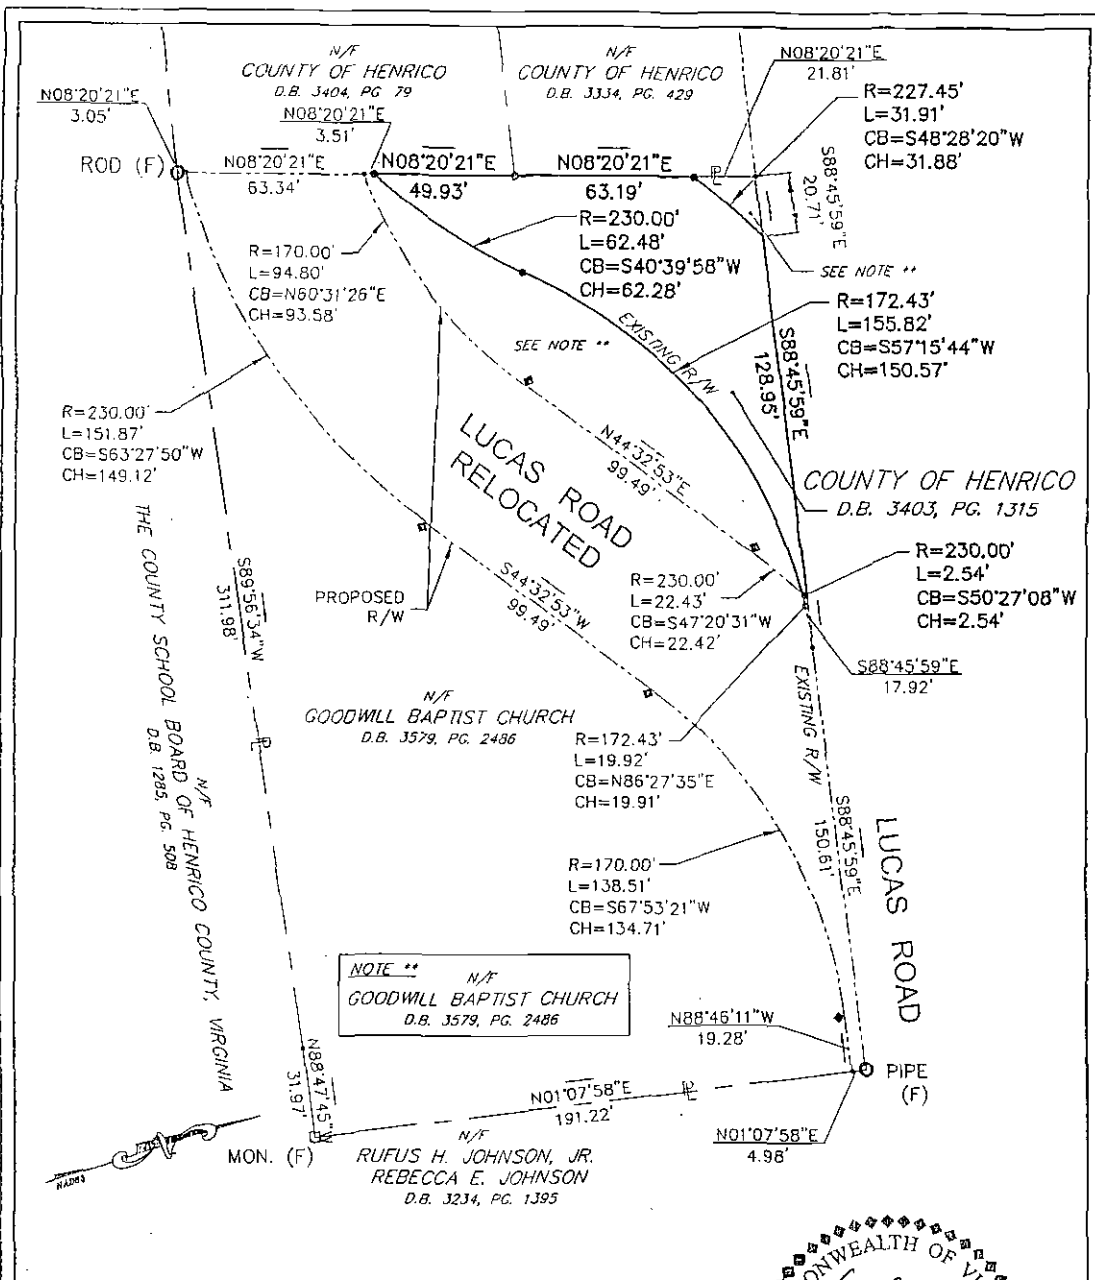 N/F
COUNTY OF HENRICO
D.B. 3404, PG 79
N/F
COUNTY OF HENRICO
D.B. 3334, PG. 429
N08°20'21"E
21.81'
R=227.45'
L=31.91'
CB=S48°28'20"W
CH=31.88'
N08°20'21"E
3.05'
N08°20'21"E
3.51'
ROD (F)
N08°20'21"E
63.34'
N08°20'21"E
49.93'
N08°20'21"E
63.19'
PL
S88°45'59"E
20.71'
R=230.00'
L=62.48'
CB=S40°39'58"W
CH=62.28'
R=170.00'
L=94.80'
CB=N60°31'26"E
CH=93.58'
SEE NOTE **
R=172.43'
L=155.82'
CB=S57°15'44"W
CH=150.57'
EXISTING R/W
SEE NOTE **
S88°45'59"E
128.95'
R=230.00'
L=151.87'
CB=S63°27'50"W
CH=149.12'
LUCAS ROAD
RELOCATED
N44°32'53"E
99.49'
COUNTY OF HENRICO
D.B. 3403, PG. 1315
R=230.00'
L=2.54'
CB=S50°27'08"W
CH=2.54'
PROPOSED
R/W
S44°32'53"W
99.49'
R=230.00'
L=22.43'
CB=S47°20'31"W
CH=22.42'
S88°45'59"E
17.92'
S89°56'34"W
311.98'
N/F
THE COUNTY SCHOOL BOARD OF HENRICO COUNTY, VIRGINIA
D.B. 1285, PG. 508
PL
N/F
GOODWILL BAPTIST CHURCH
D.B. 3579, PG. 2486
EXISTING R/W
R=172.43'
L=19.92'
CB=N86°27'35"E
CH=19.91'
S88°45'59"E
150.61'
LUCAS ROAD
R=170.00'
L=138.51'
CB=S67°53'21"W
CH=134.71'
NOTE **
N/F
GOODWILL BAPTIST CHURCH
D.B. 3579, PG. 2486
N88°46'11"W
19.28'
PIPE
(F)
N88°47'45"W
31.97'
N01°07'58"E
191.22'
PL
N01°07'58"E
4.98'
MON. (F)
N/F
RUFUS H. JOHNSON, JR.
REBECCA E. JOHNSON
D.B. 3234, PG. 1395
NAD83
ONWEALTH OF VI